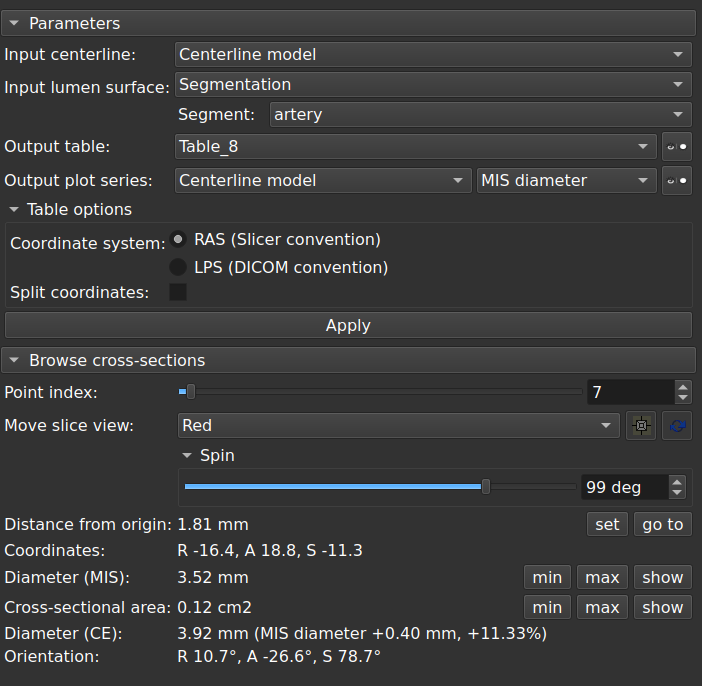 Parameters
Input centerline: Centerline model
Input lumen surface: Segmentation
Segment: artery
Output table: Table_8
Output plot series: Centerline model MIS diameter
Table options
Coordinate system: RAS (Slicer convention)
LPS (DICOM convention)
Split coordinates:
Apply
Browse cross-sections
Point index: 7
Move slice view: Red
Spin
99 deg
Distance from origin: 1.81 mm set go to
Coordinates: R -16.4, A 18.8, S -11.3
Diameter (MIS): 3.52 mm min max show
Cross-sectional area: 0.12 cm2 min max show
Diameter (CE): 3.92 mm (MIS diameter +0.40 mm, +11.33%)
Orientation: R 10.7°, A -26.6°, S 78.7°